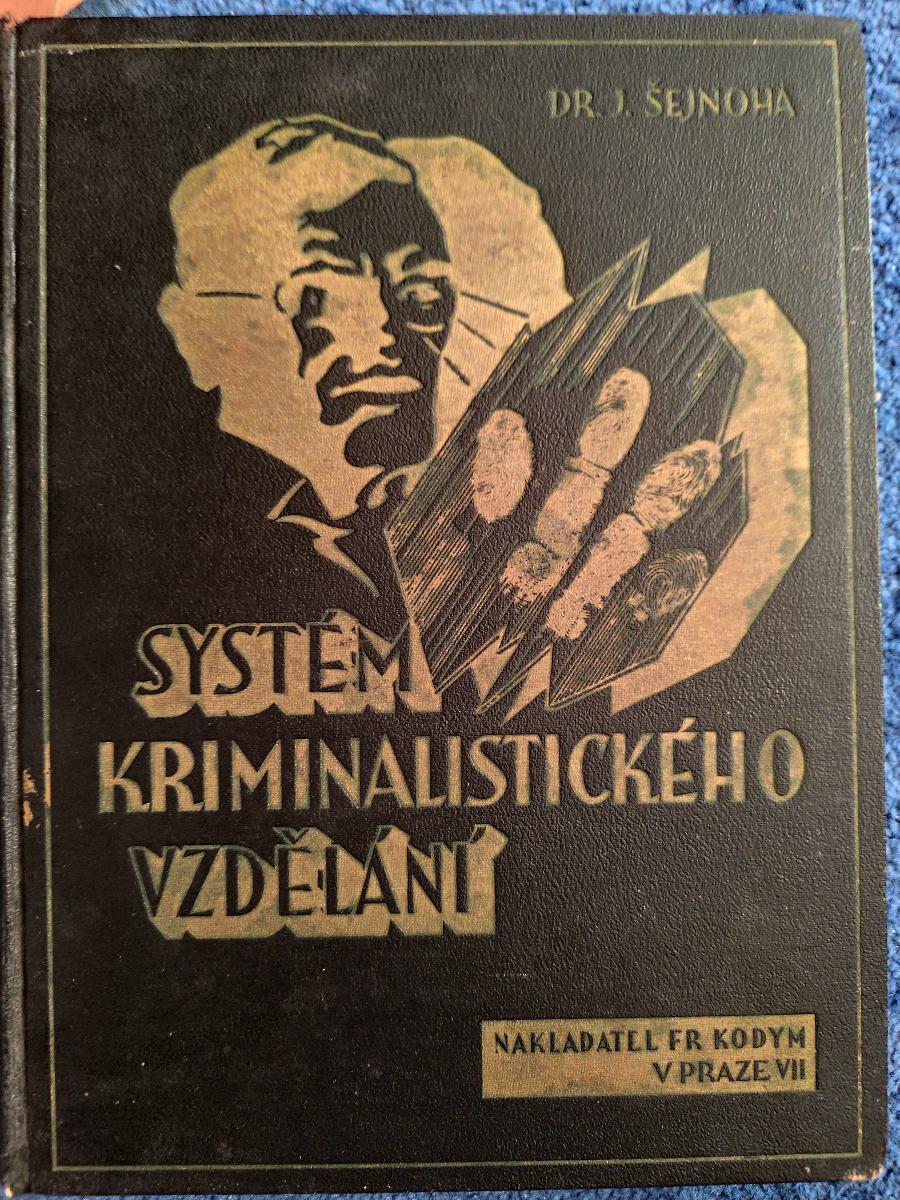 DR. J. ŠEJNOHA
SYSTÉM
KRIMINALISTICKÉHO
VZDĚLÁNÍ
NAKLADATEL FR KODYM
V PRAZE VII